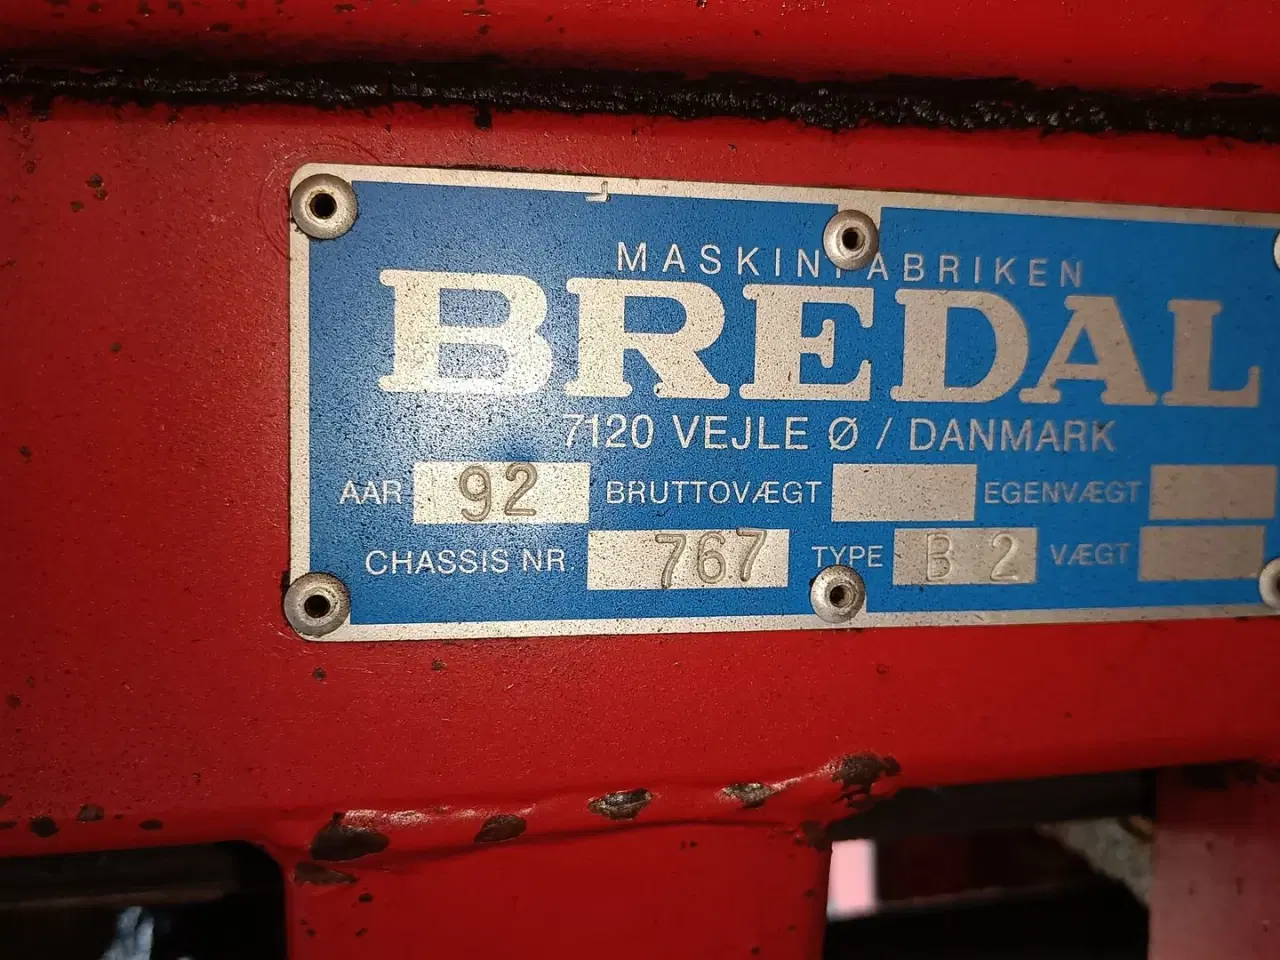 MASKINFABRIKEN
BREDAL
7120 VEJLE Ø / DANMARK
AAR 92 BRUTTOVÆGT EGENVÆGT
CHASSIS NR. 767 TYPE B 2 VÆGT